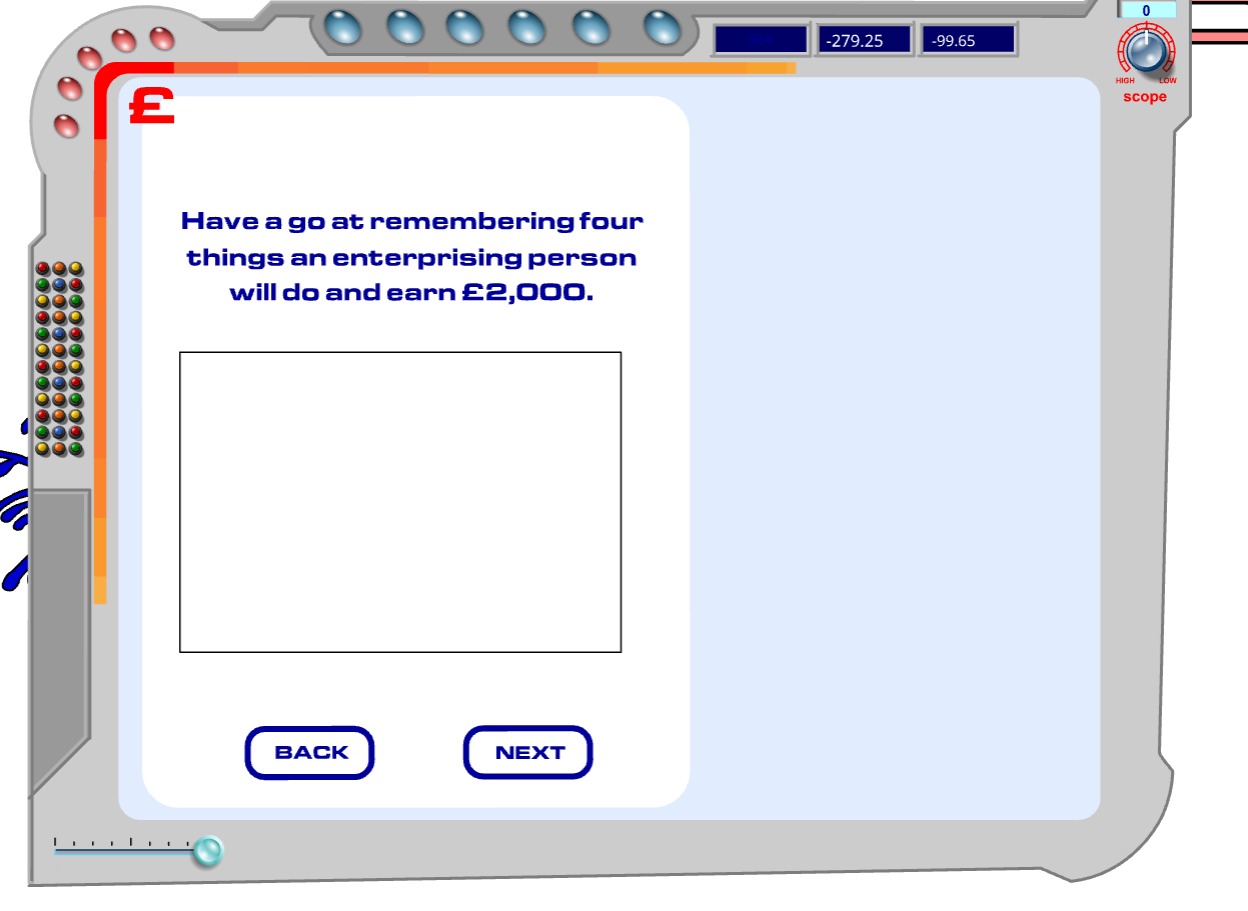 0
-279.25
-99.65
HIGH
LOW
scope
£
Have a go at remembering four
things an enterprising person
will do and earn £2,000.
BACK
NEXT